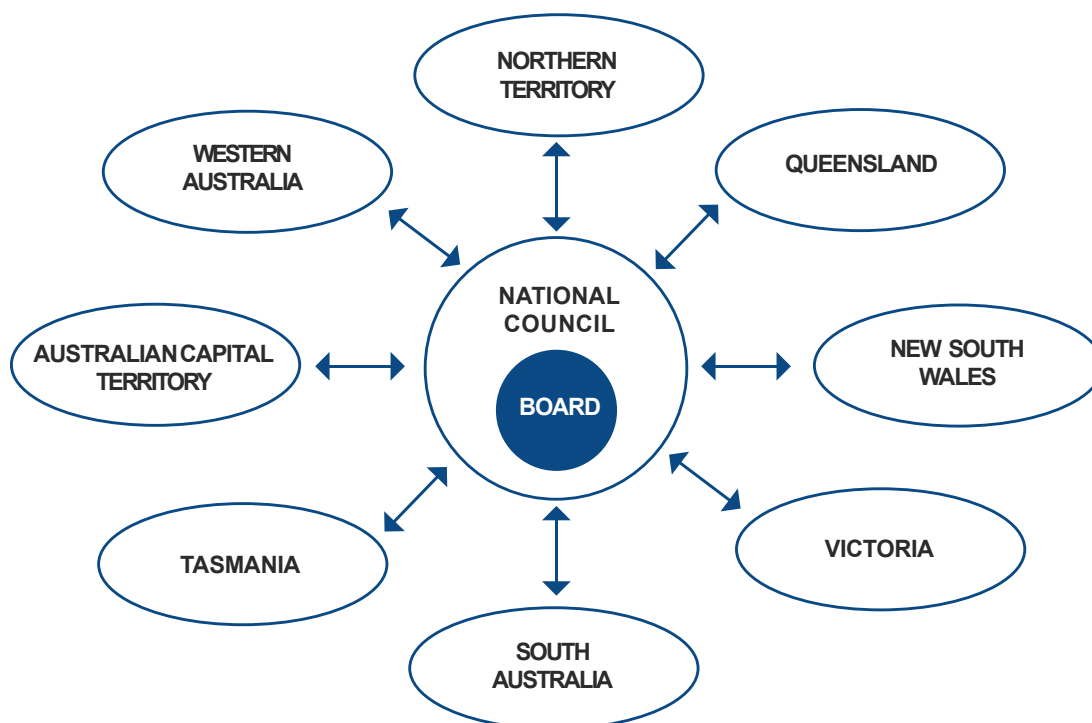 NORTHERN
TERRITORY
WESTERN
AUSTRALIA
QUEENSLAND
NATIONAL
COUNCIL
BOARD
AUSTRALIAN CAPITAL
TERRITORY
NEW SOUTH
WALES
TASMANIA
VICTORIA
SOUTH
AUSTRALIA